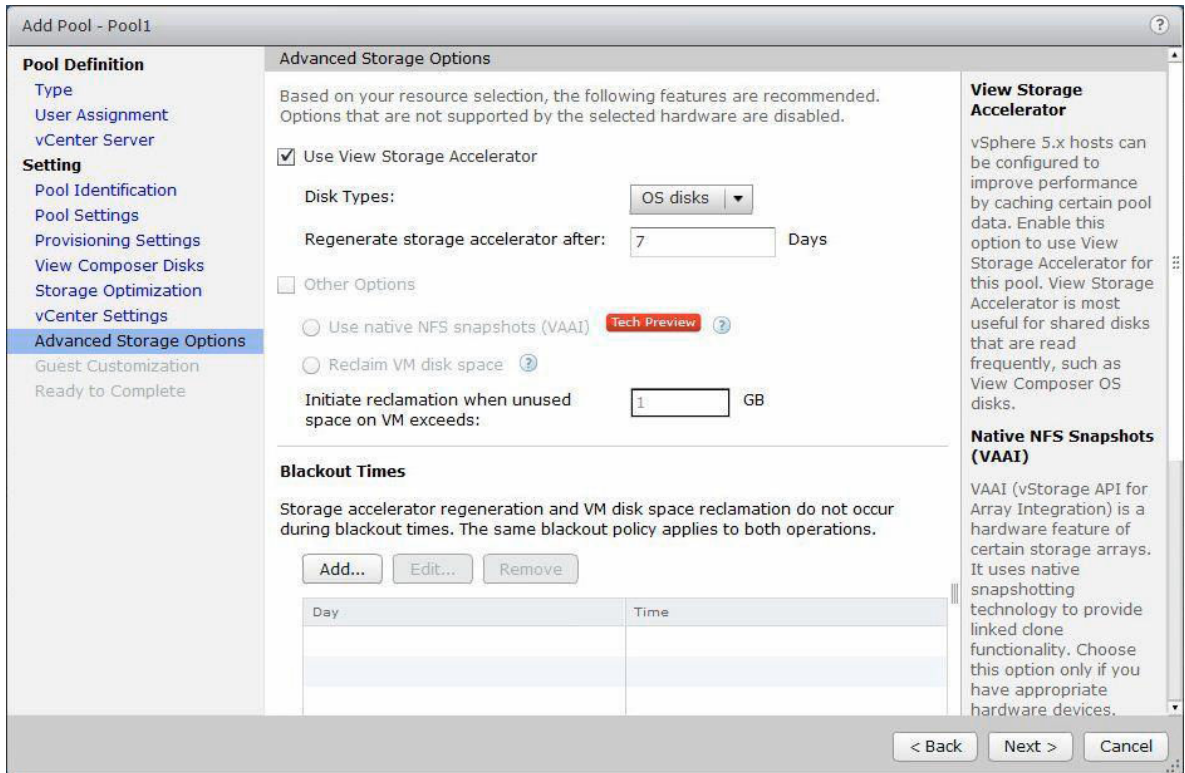 Add Pool - Pool1
?
Pool Definition
Type
User Assignment
vCenter Server
Setting
Pool Identification
Pool Settings
Provisioning Settings
View Composer Disks
Storage Optimization
vCenter Settings
Advanced Storage Options
Guest Customization
Ready to Complete
Advanced Storage Options
Based on your resource selection, the following features are recommended.
Options that are not supported by the selected hardware are disabled.
Use View Storage Accelerator
Disk Types: OS disks
Regenerate storage accelerator after: 7 Days
Other Options
Use native NFS snapshots (VAAI) Tech Preview ?
Reclaim VM disk space ?
Initiate reclamation when unused
space on VM exceeds: 1 GB
Blackout Times
Storage accelerator regeneration and VM disk space reclamation do not occur
during blackout times. The same blackout policy applies to both operations.
Add... Edit... Remove
Day Time
View Storage
Accelerator
vSphere 5.x hosts can
be configured to
improve performance
by caching certain pool
data. Enable this
option to use View
Storage Accelerator for
this pool. View Storage
Accelerator is most
useful for shared disks
that are read
frequently, such as
View Composer OS
disks.
Native NFS Snapshots
(VAAI)
VAAI (vStorage API for
Array Integration) is a
hardware feature of
certain storage arrays.
It uses native
snapshotting
technology to provide
linked clone
functionality. Choose
this option only if you
have appropriate
hardware devices.
< Back Next > Cancel